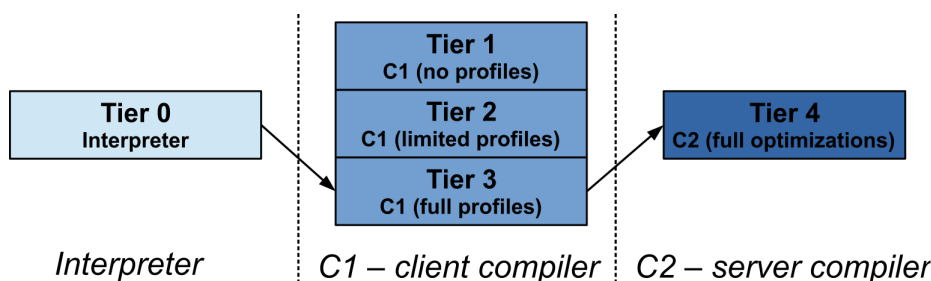 Tier 0
Interpreter
Tier 1
C1 (no profiles)
Tier 2
C1 (limited profiles)
Tier 3
C1 (full profiles)
Tier 4
C2 (full optimizations)
Interpreter
C1 – client compiler
C2 – server compiler